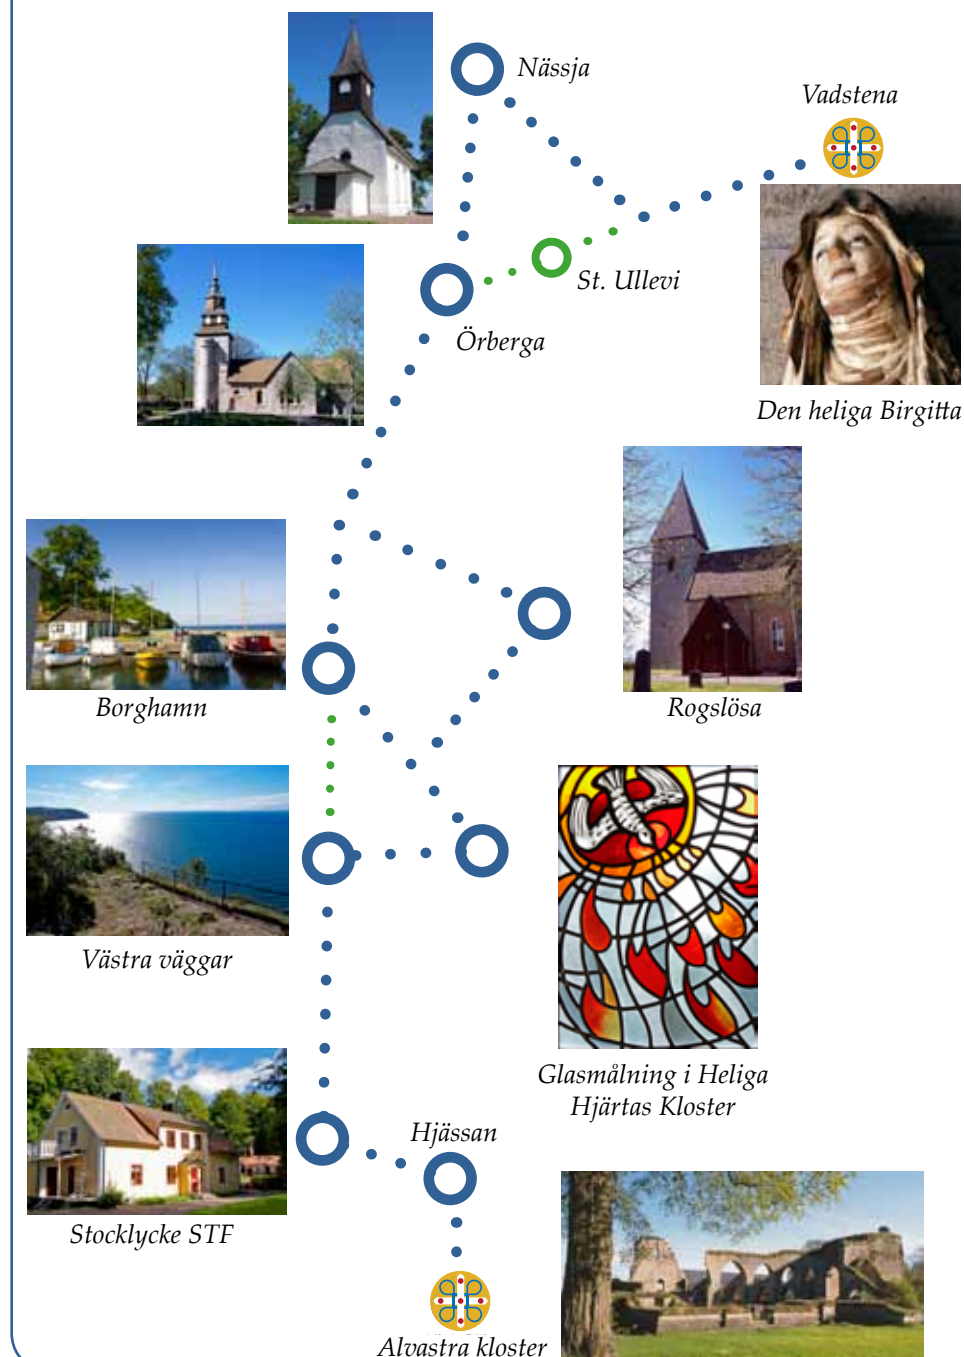 Nässja
Vadstena
St. Ullevi
Örberga
Den heliga Birgitta
Borghamn
Rogslösa
Västra väggar
Glasmålning i Heliga
Hjärtas Kloster
Hjässan
Stocklycke STF
Alvastra kloster